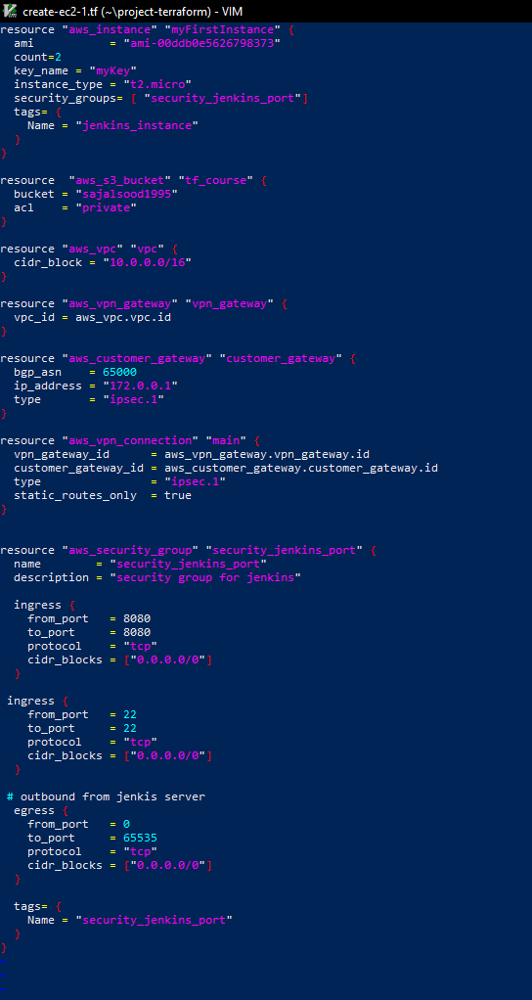 create-ec2-1.tf (~\project-terraform) - VIM
resource "aws_instance" "myFirstInstance" {
  ami           = "ami-00ddb0e5626798373"
  count=2
  key_name = "myKey"
  instance_type = "t2.micro"
  security_groups= [ "security_jenkins_port"]
  tags= {
    Name = "jenkins_instance"
  }
}

resource  "aws_s3_bucket" "tf_course" {
  bucket = "sajalsood1995"
  acl    = "private"
}

resource "aws_vpc" "vpc" {
  cidr_block = "10.0.0.0/16"
}

resource "aws_vpn_gateway" "vpn_gateway" {
  vpc_id = aws_vpc.vpc.id
}

resource "aws_customer_gateway" "customer_gateway" {
  bgp_asn    = 65000
  ip_address = "172.0.0.1"
  type       = "ipsec.1"
}

resource "aws_vpn_connection" "main" {
  vpn_gateway_id      = aws_vpn_gateway.vpn_gateway.id
  customer_gateway_id = aws_customer_gateway.customer_gateway.id
  type                = "ipsec.1"
  static_routes_only  = true
}


resource "aws_security_group" "security_jenkins_port" {
  name        = "security_jenkins_port"
  description = "security group for jenkins"

  ingress {
    from_port   = 8080
    to_port     = 8080
    protocol    = "tcp"
    cidr_blocks = ["0.0.0.0/0"]
  }

 ingress {
    from_port   = 22
    to_port     = 22
    protocol    = "tcp"
    cidr_blocks = ["0.0.0.0/0"]
  }

 # outbound from jenkis server
  egress {
    from_port   = 0
    to_port     = 65535
    protocol    = "tcp"
    cidr_blocks = ["0.0.0.0/0"]
  }

  tags= {
    Name = "security_jenkins_port"
  }
}
~
~
~